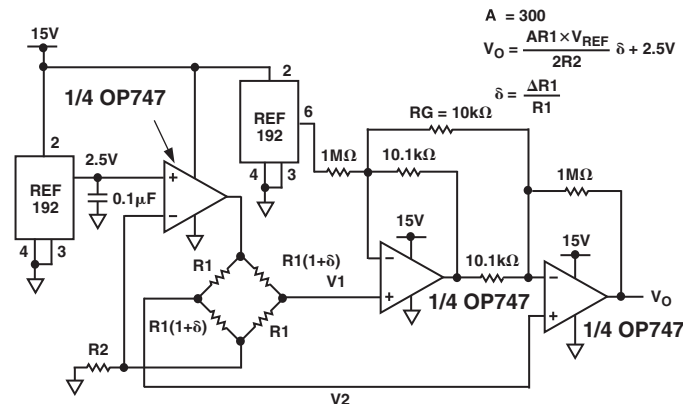 A = 300
V_O = AR1 × V_REF / 2R2 δ + 2.5V
δ = ΔR1 / R1
15V
2
1/4 OP747
REF
192
6
4
3
RG = 10kΩ
1MΩ
10.1kΩ
1MΩ
2
2.5V
REF
192
0.1μF
4
3
+
−
15V
15V
10.1kΩ
R1
R1(1+δ)
V1
−
+
1/4 OP747
−
+
V_O
1/4 OP747
R1(1+δ)
R1
R2
V2